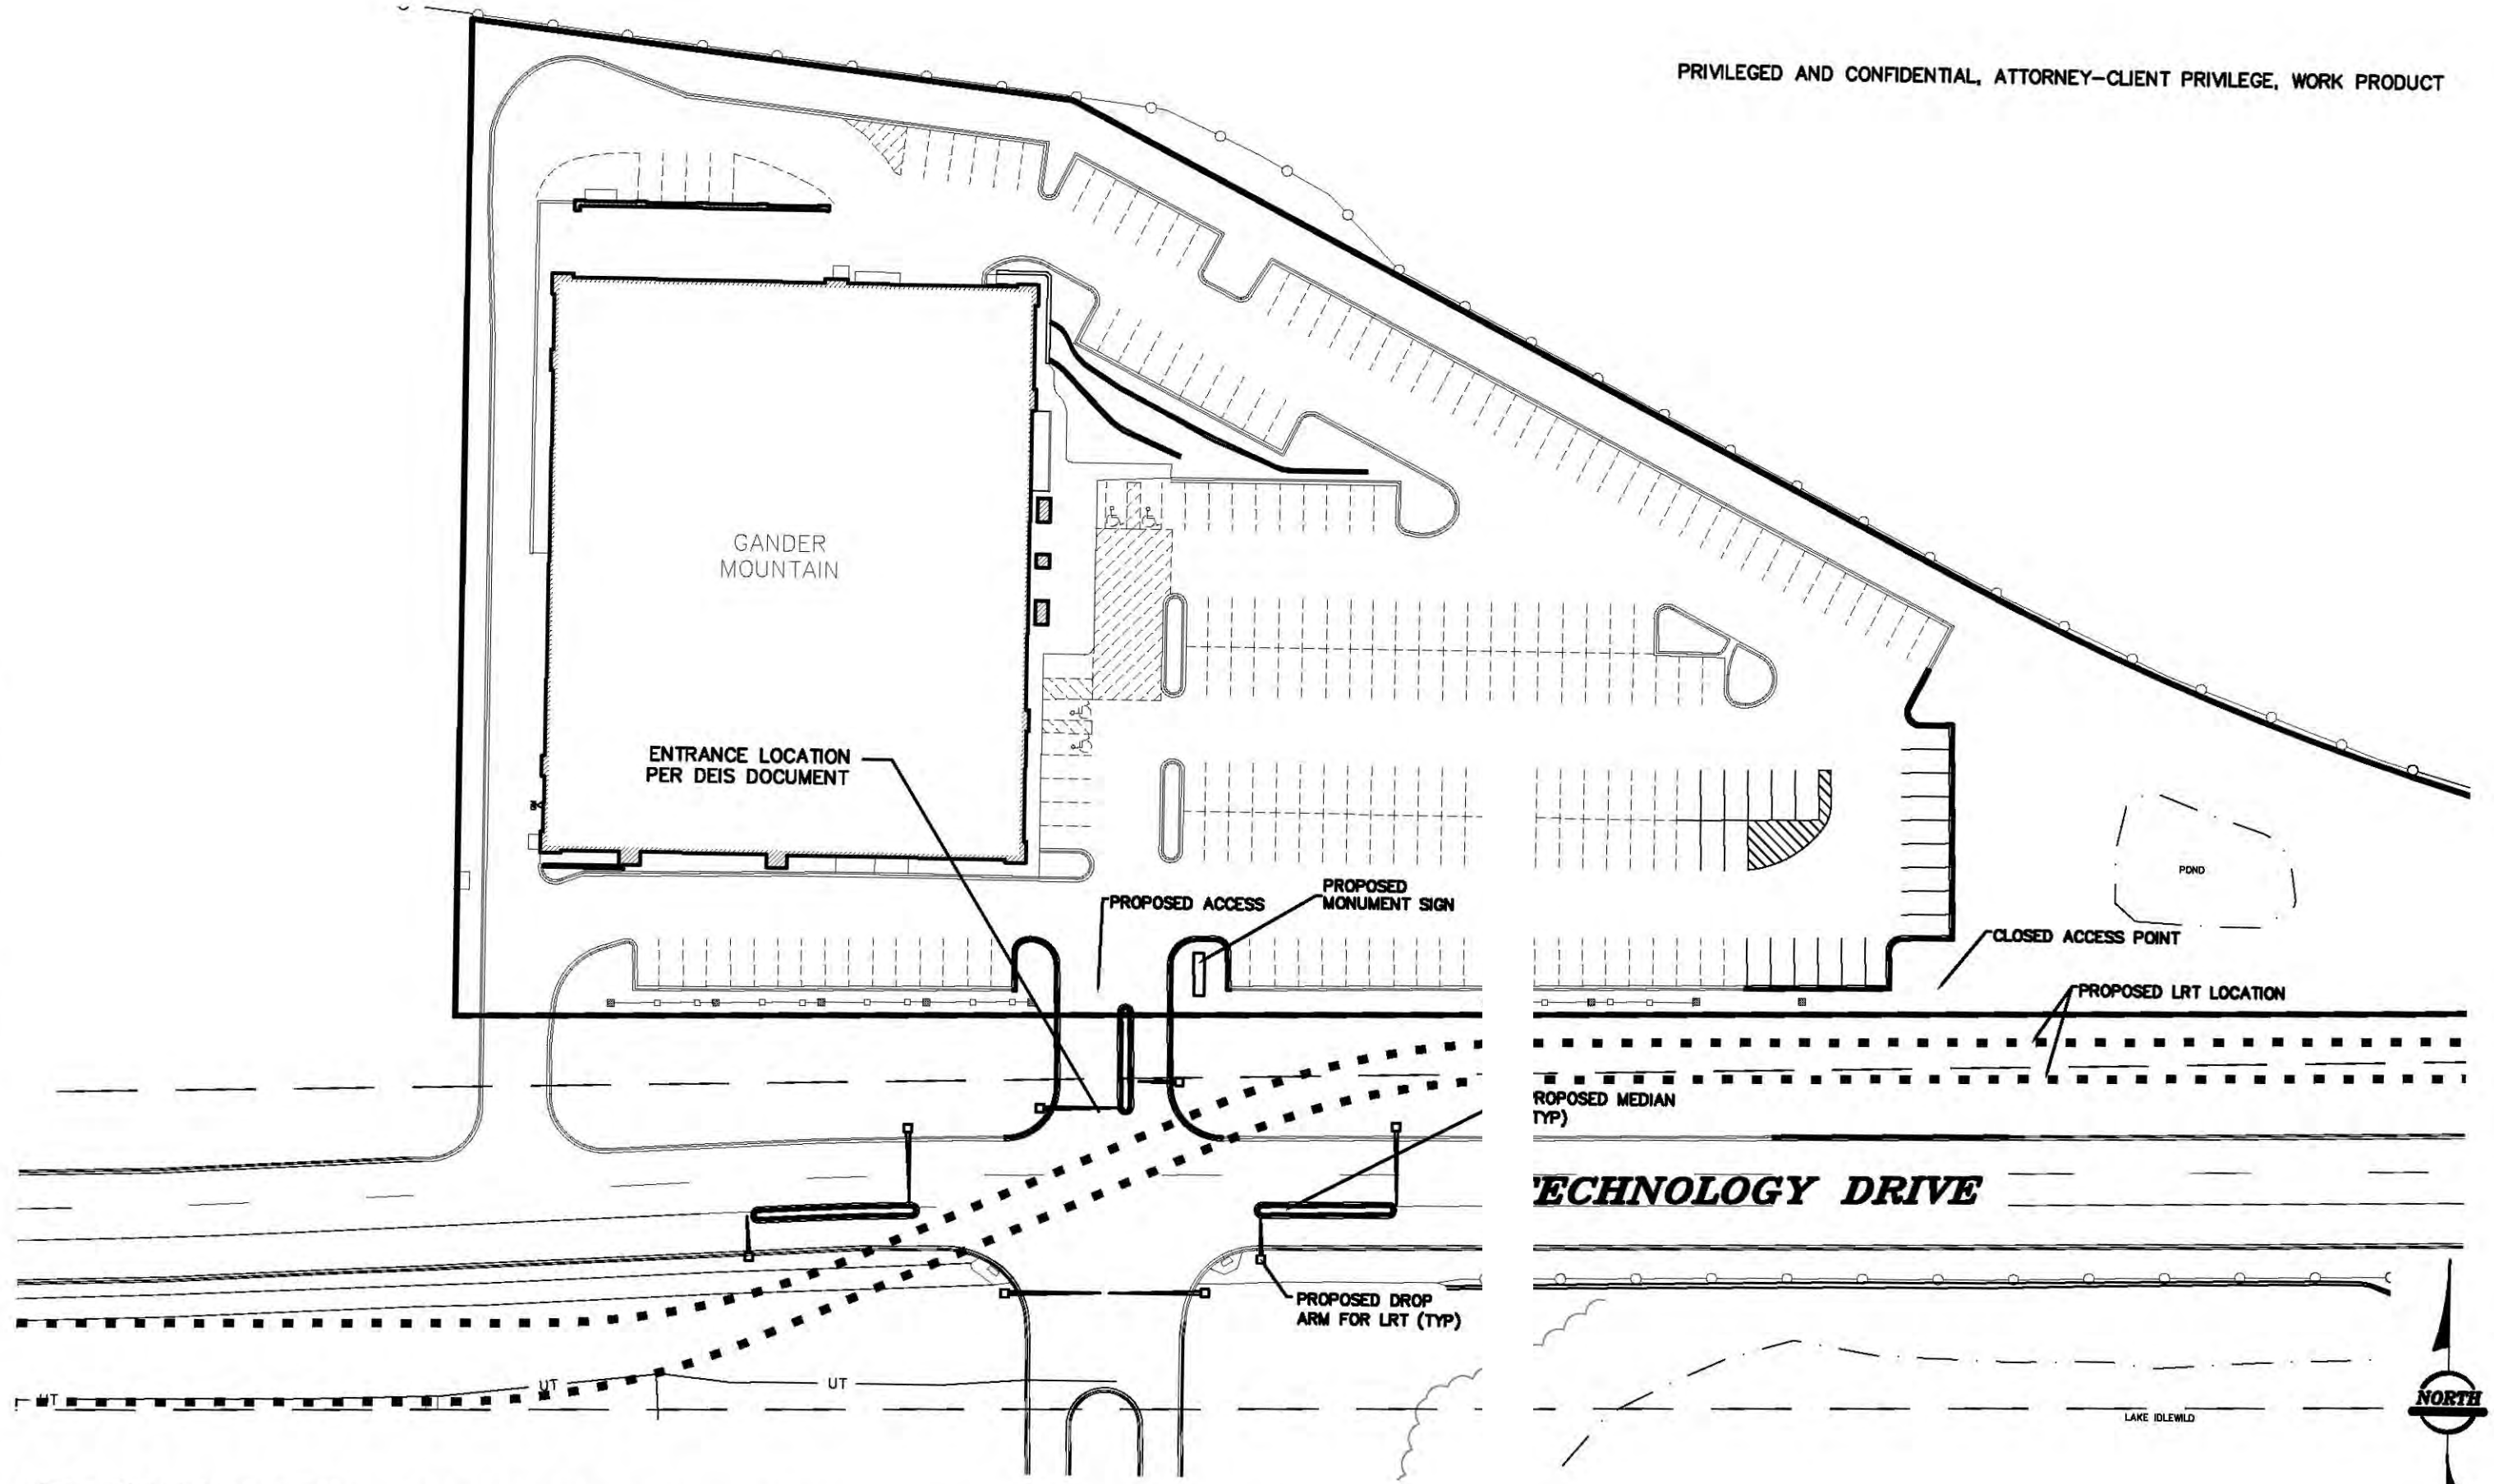 PRIVILEGED AND CONFIDENTIAL, ATTORNEY-CLIENT PRIVILEGE, WORK PRODUCT
GANDER
MOUNTAIN
ENTRANCE LOCATION
PER DEIS DOCUMENT
POND
PROPOSED ACCESS
PROPOSED
MONUMENT SIGN
CLOSED ACCESS POINT
PROPOSED LRT LOCATION
ROPOSED MEDIAN
TYP)
ECHNOLOGY DRIVE
PROPOSED DROP
ARM FOR LRT (TYP)
UT
UT
UT
NORTH
LAKE IDLEWILD